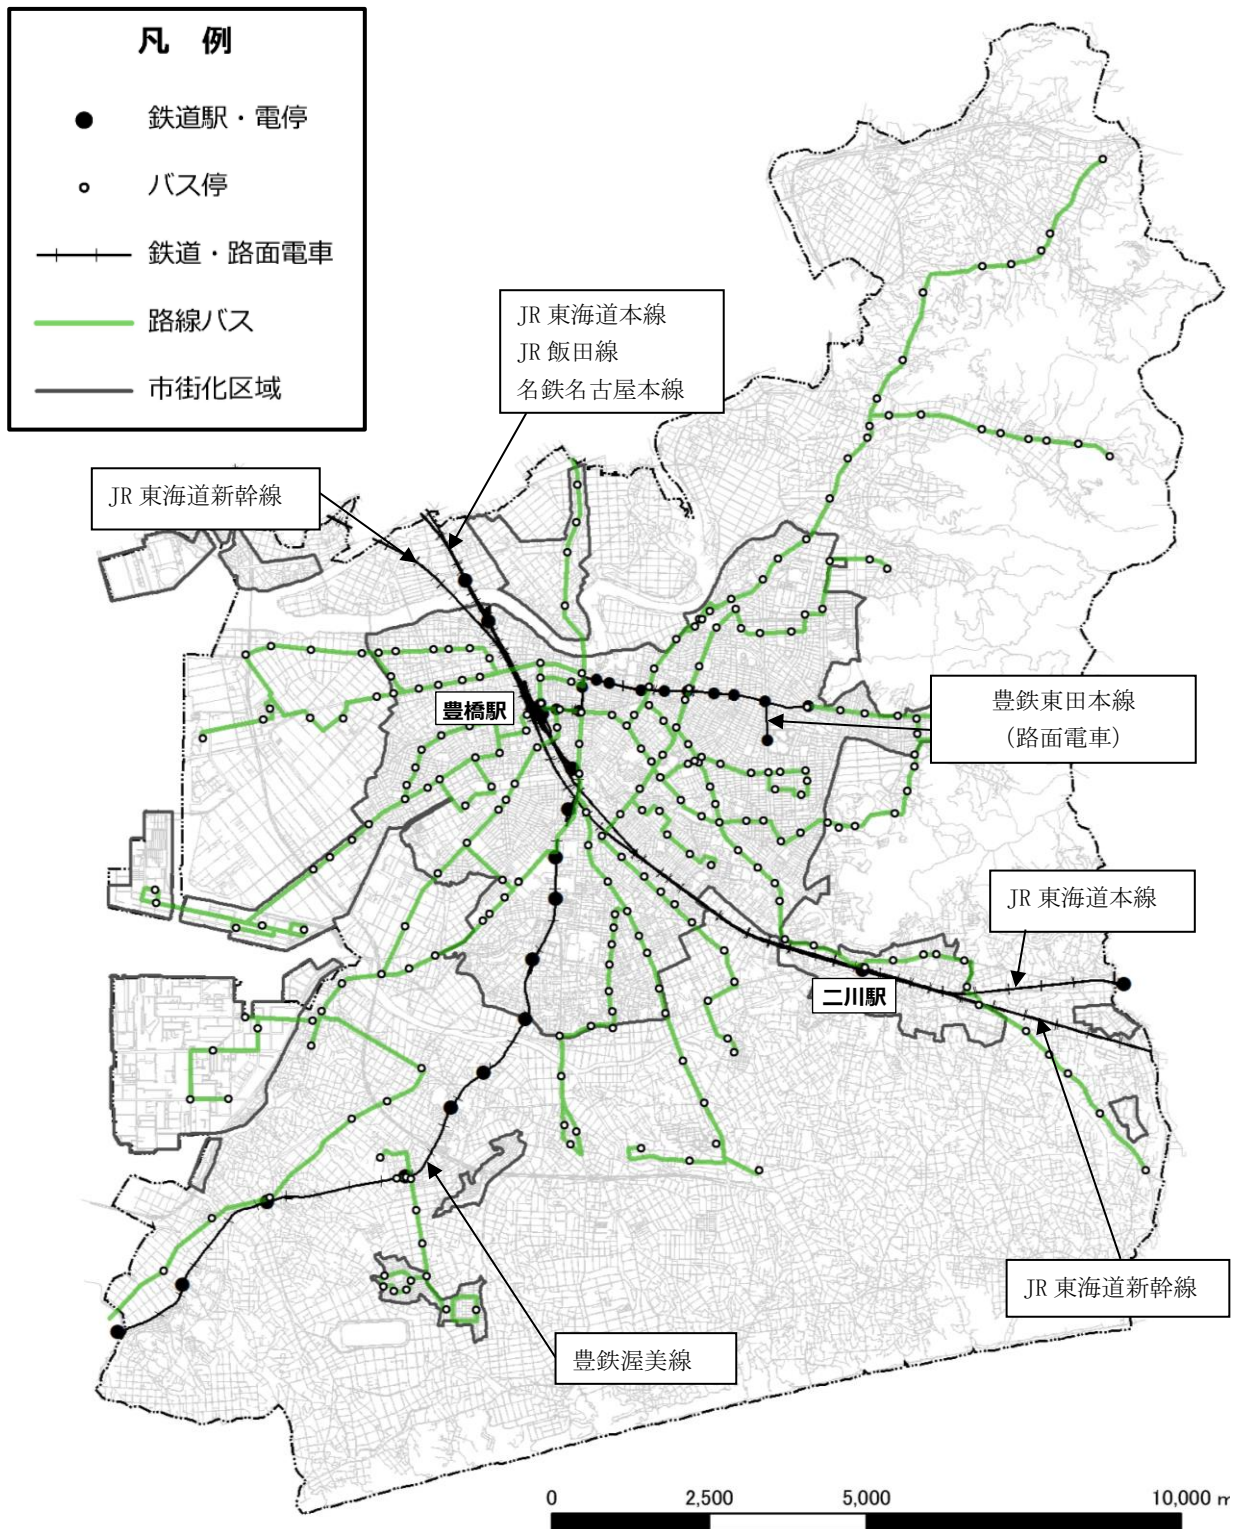 凡 例
鉄道駅・電停
バス停
鉄道・路面電車
路線バス
市街化区域
JR 東海道本線
JR 飯田線
名鉄名古屋本線
JR 東海道新幹線
豊鉄東田本線
(路面電車)
豊橋駅
JR 東海道本線
二川駅
JR 東海道新幹線
豊鉄渥美線
0 2,500 5,000 10,000 m